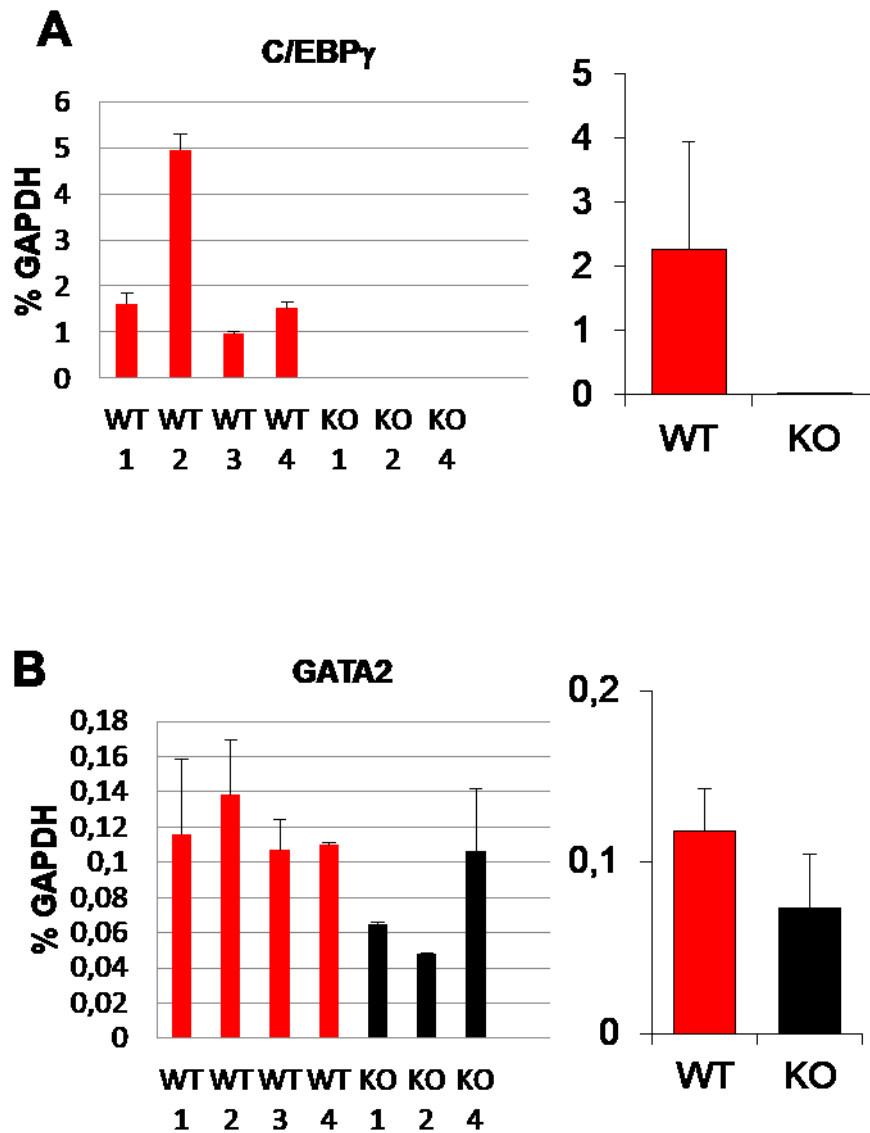 A
C/EBPγ
% GAPDH
6
5
4
3
2
1
0
WT WT WT WT KO KO KO
1 2 3 4 1 2 4
5
4
3
2
1
0
WT KO
B
GATA2
% GAPDH
0,18
0,16
0,14
0,12
0,1
0,08
0,06
0,04
0,02
0
WT WT WT WT KO KO KO
1 2 3 4 1 2 4
0,2
0,1
0
WT KO